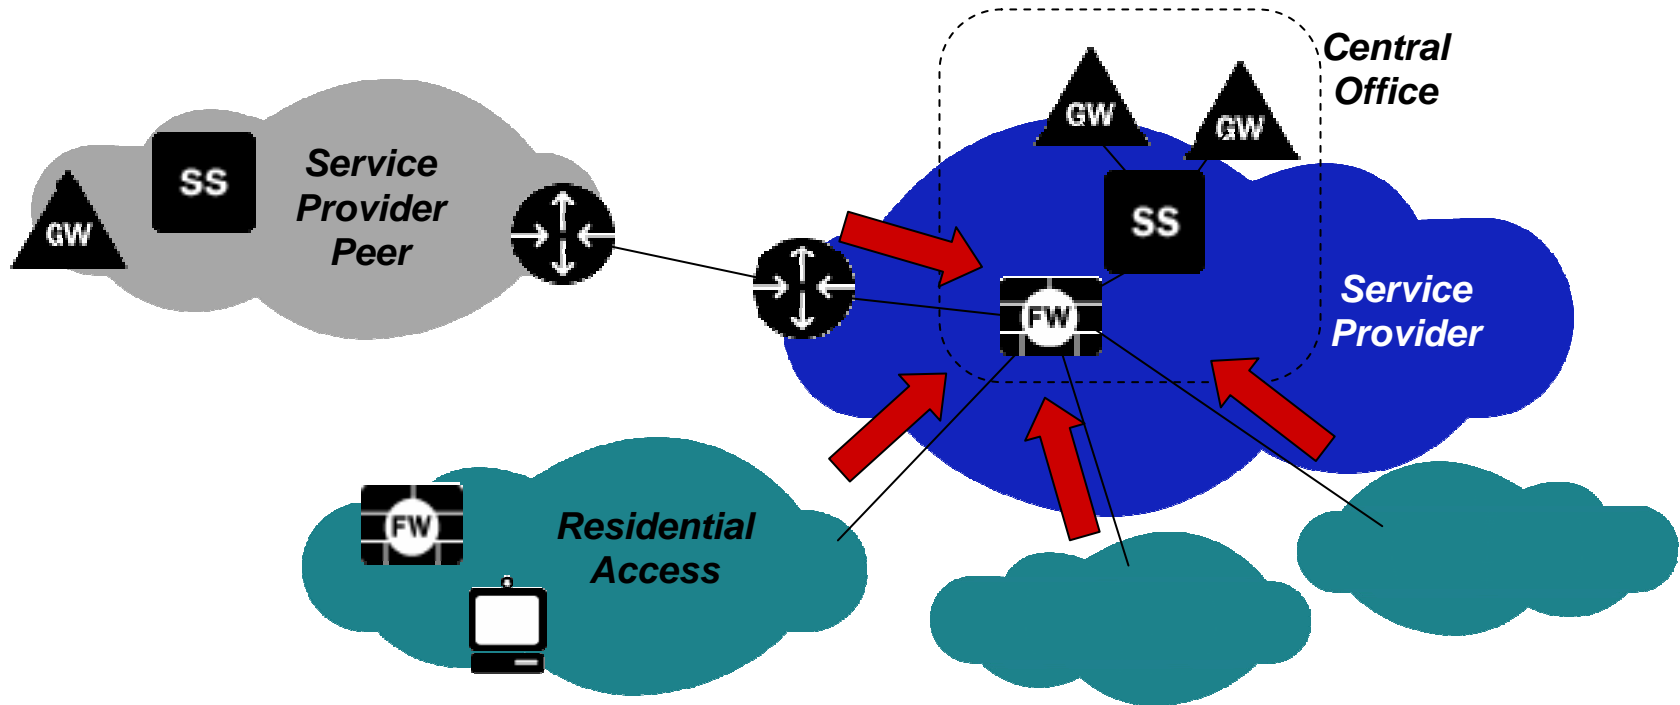 Central
Office
GW
GW
SS
Service
Provider
Peer
SS
GW
FW
Service
Provider
FW
Residential
Access